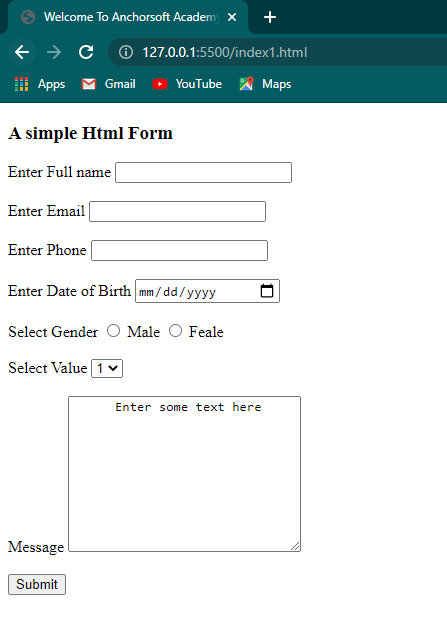 Welcome To Anchorsoft Academy
127.0.0.1:5500/index1.html
Apps Gmail YouTube Maps
A simple Html Form
Enter Full name
Enter Email
Enter Phone
Enter Date of Birth mm/dd/yyyy
Select Gender Male Feale
Select Value 1
Enter some text here
Message
Submit